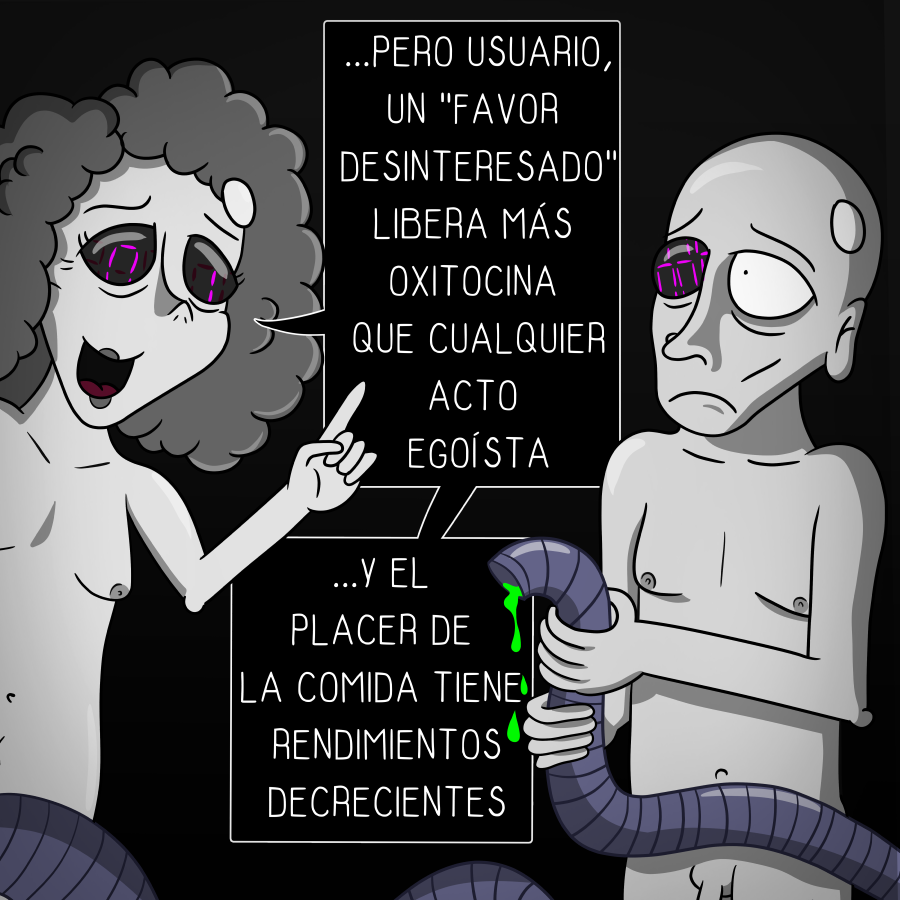 ...PERO USUARIO,
UN "FAVOR
DESINTERESADO"
LIBERA MÁS
OXITOCINA
QUE CUALQUIER
ACTO
EGOÍSTA
...Y EL
PLACER DE
LA COMIDA TIENE
RENDIMIENTOS
DECRECIENTES